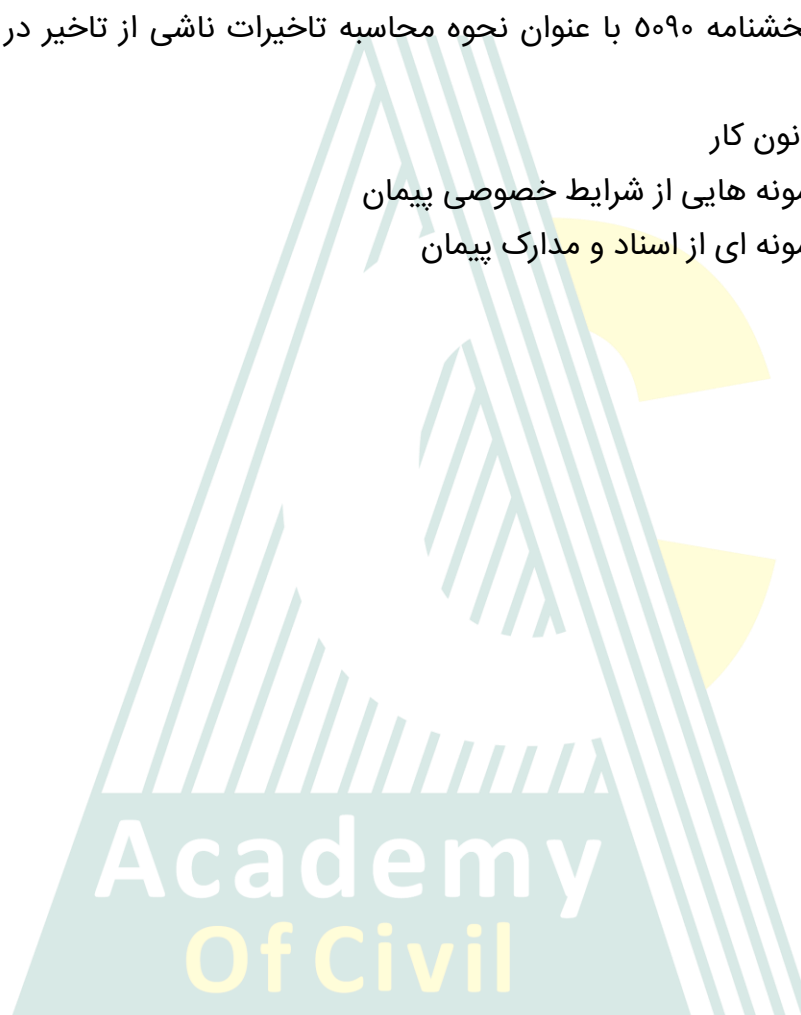 خشنامه ۵۰۹۰ با عنوان نحوه محاسبه تاخیرات ناشی از تاخیر در
نون کار
مونه هایی از شرایط خصوصی پیمان
مونه ای از اسناد و مدارک پیمان
Academy
Of Civil